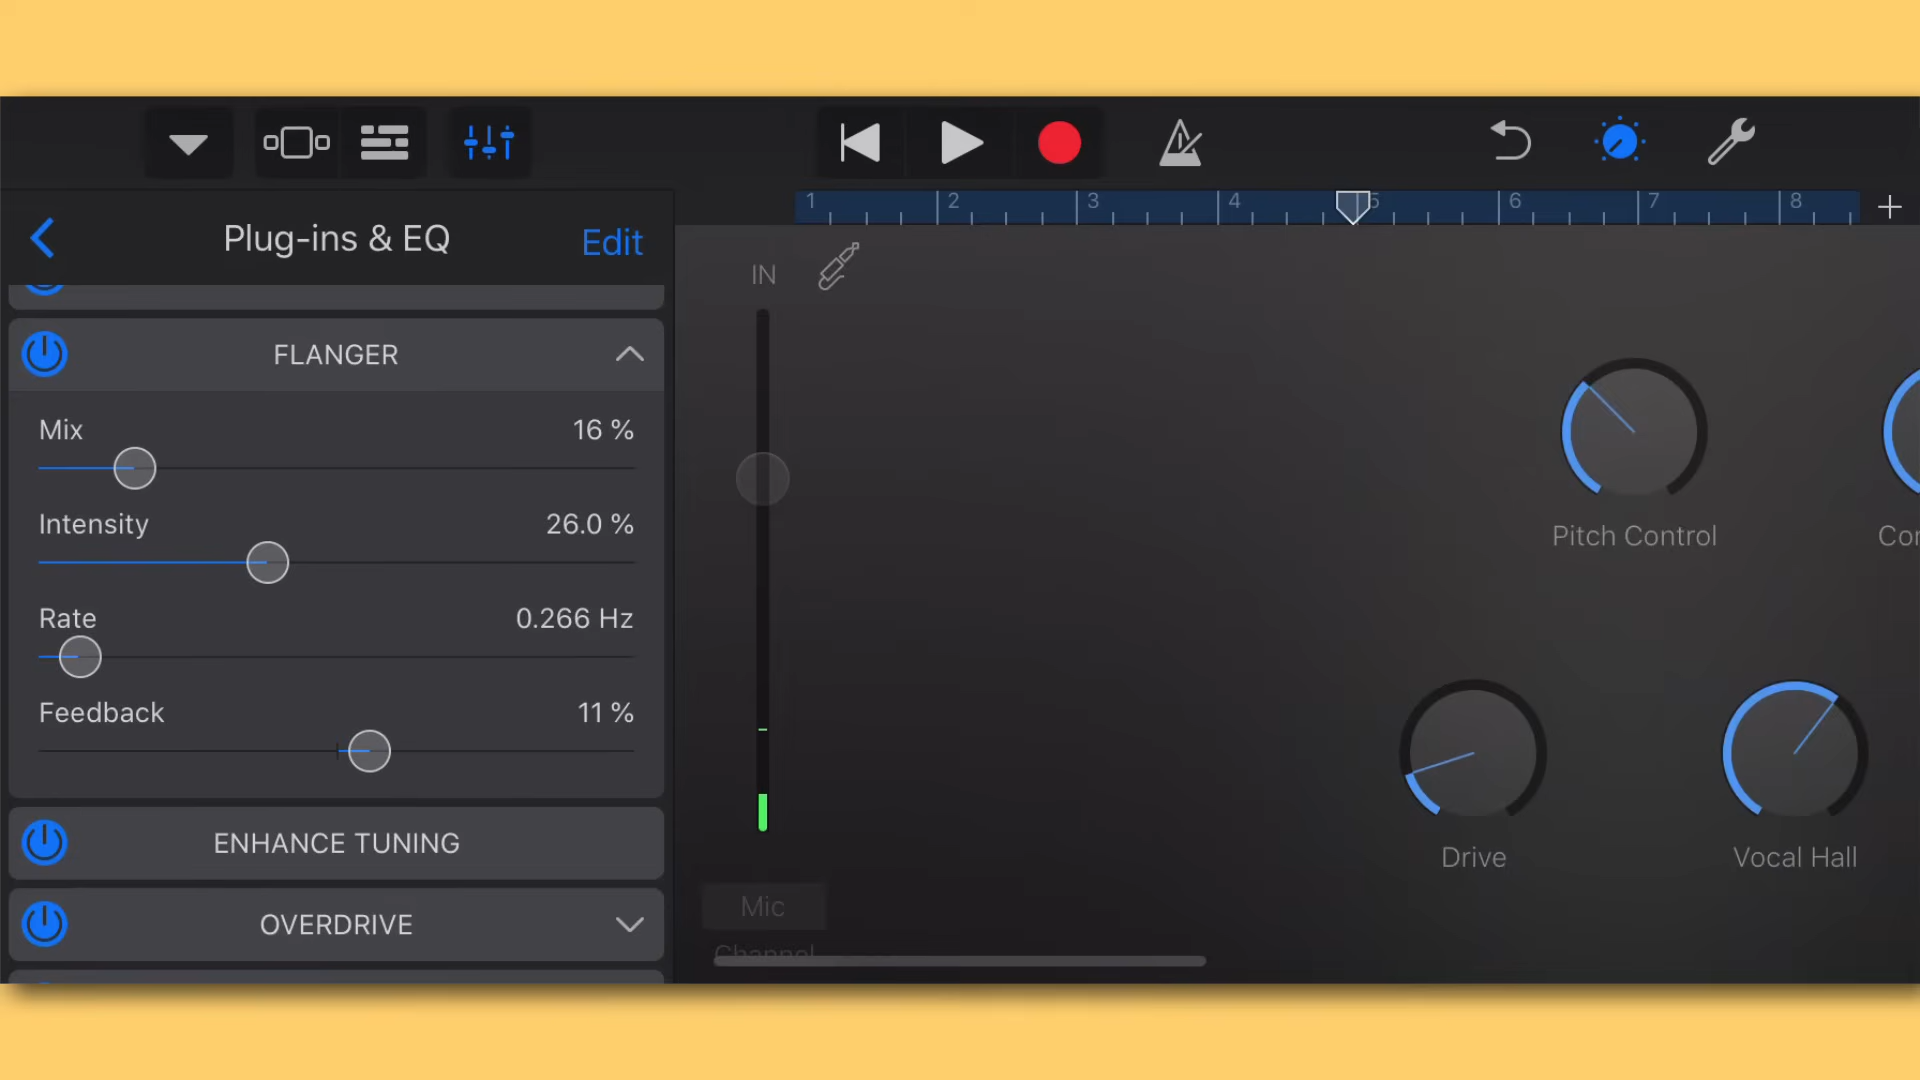 1 2 3 4 5 6 7 8
Plug-ins & EQ
Edit
FLANGER
Mix 16 %
Intensity 26.0 %
Rate 0.266 Hz
Feedback 11 %
ENHANCE TUNING
OVERDRIVE
IN
Mic
Channel
Pitch Control
Drive
Vocal Hall